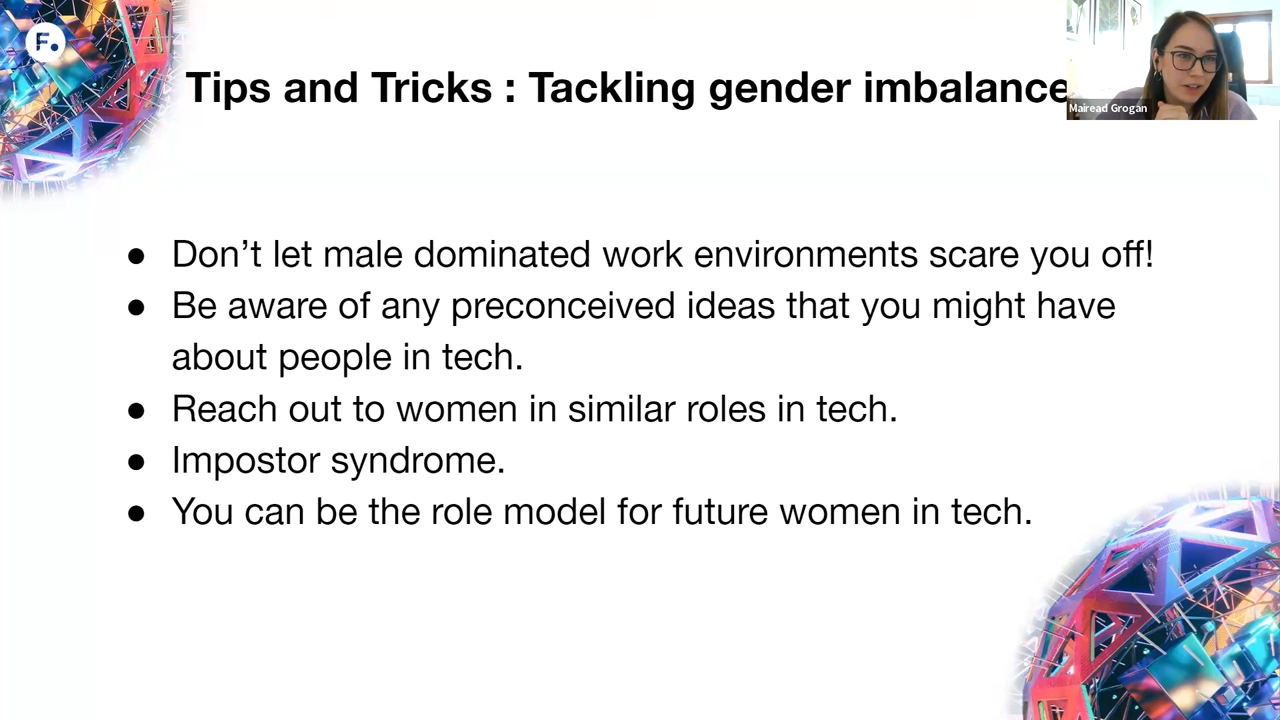 F.
Tips and Tricks : Tackling gender imbalance
Mairead Grogan
● Don’t let male dominated work environments scare you off!
● Be aware of any preconceived ideas that you might have
about people in tech.
● Reach out to women in similar roles in tech.
● Impostor syndrome.
● You can be the role model for future women in tech.